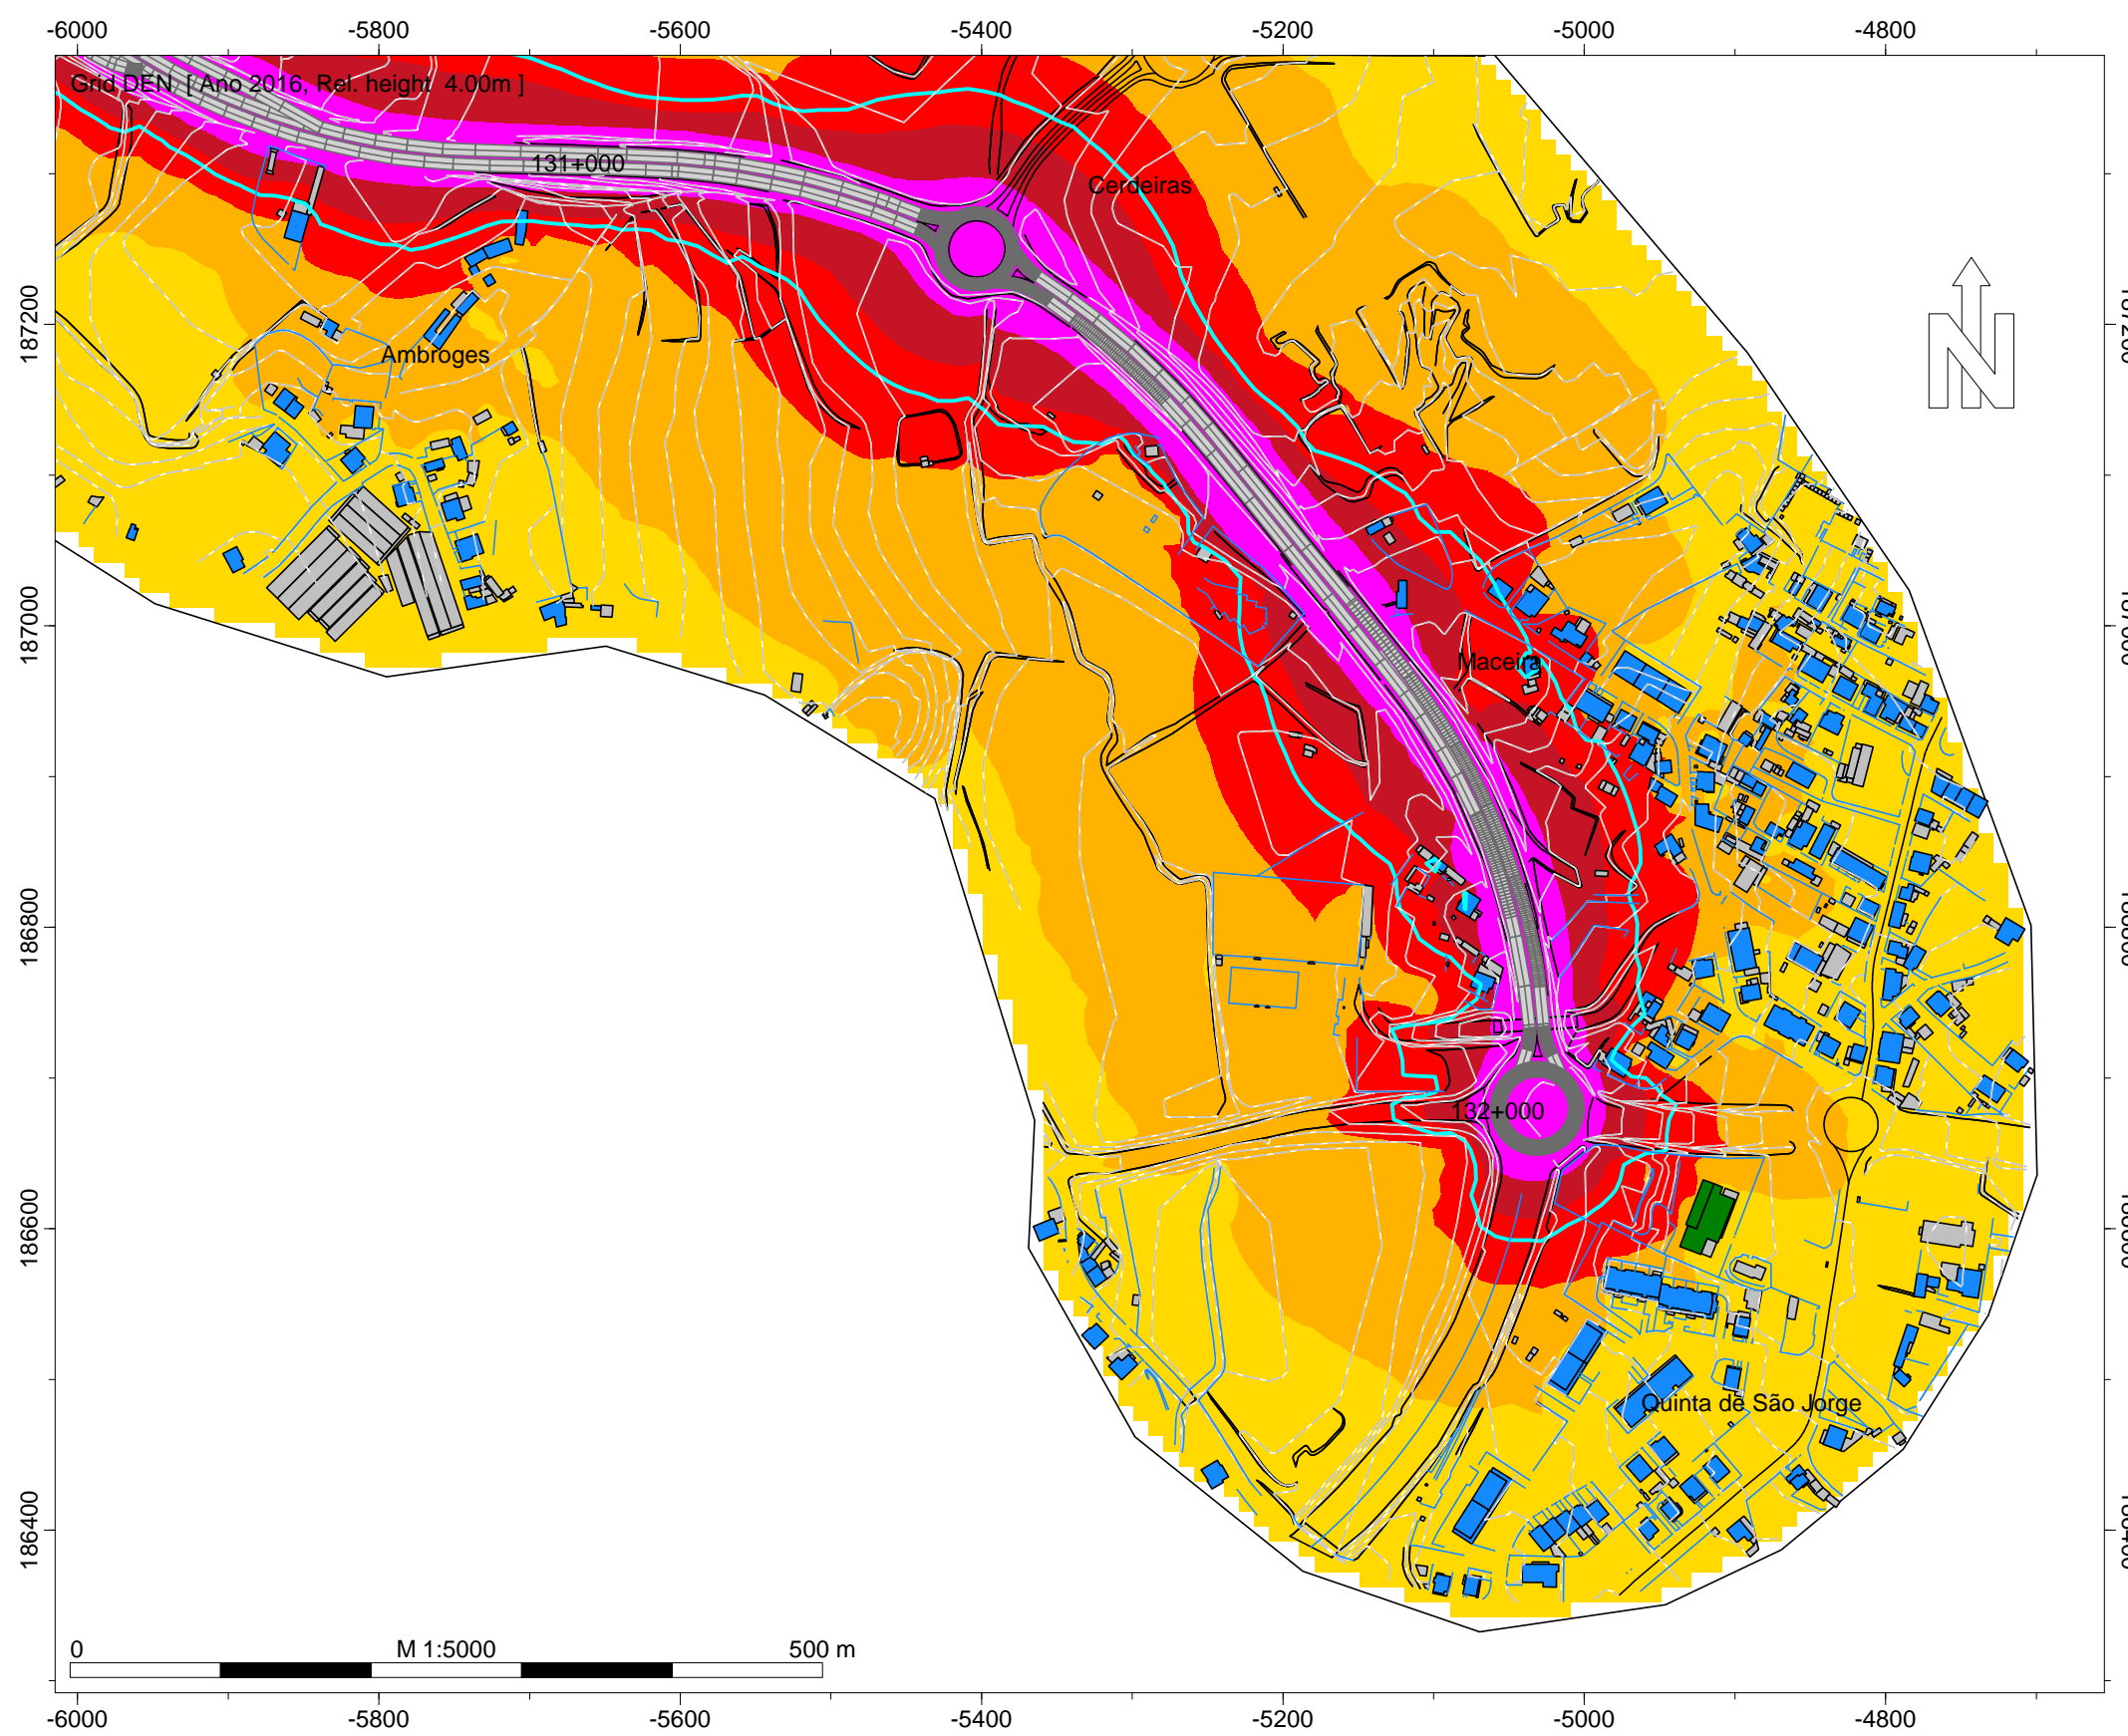 -6000 -5800 -5600 -5400 -5200 -5000 -4800
Grid DEN [ Ano 2016, Rel. height 4.00m ]
131+000
Cerdeiras
187200
Ambroges
187000
Maceira
186800
132+000
186600
Quinta de São Jorge
186400
N
0 M 1:5000 500 m
-6000 -5800 -5600 -5400 -5200 -5000 -4800